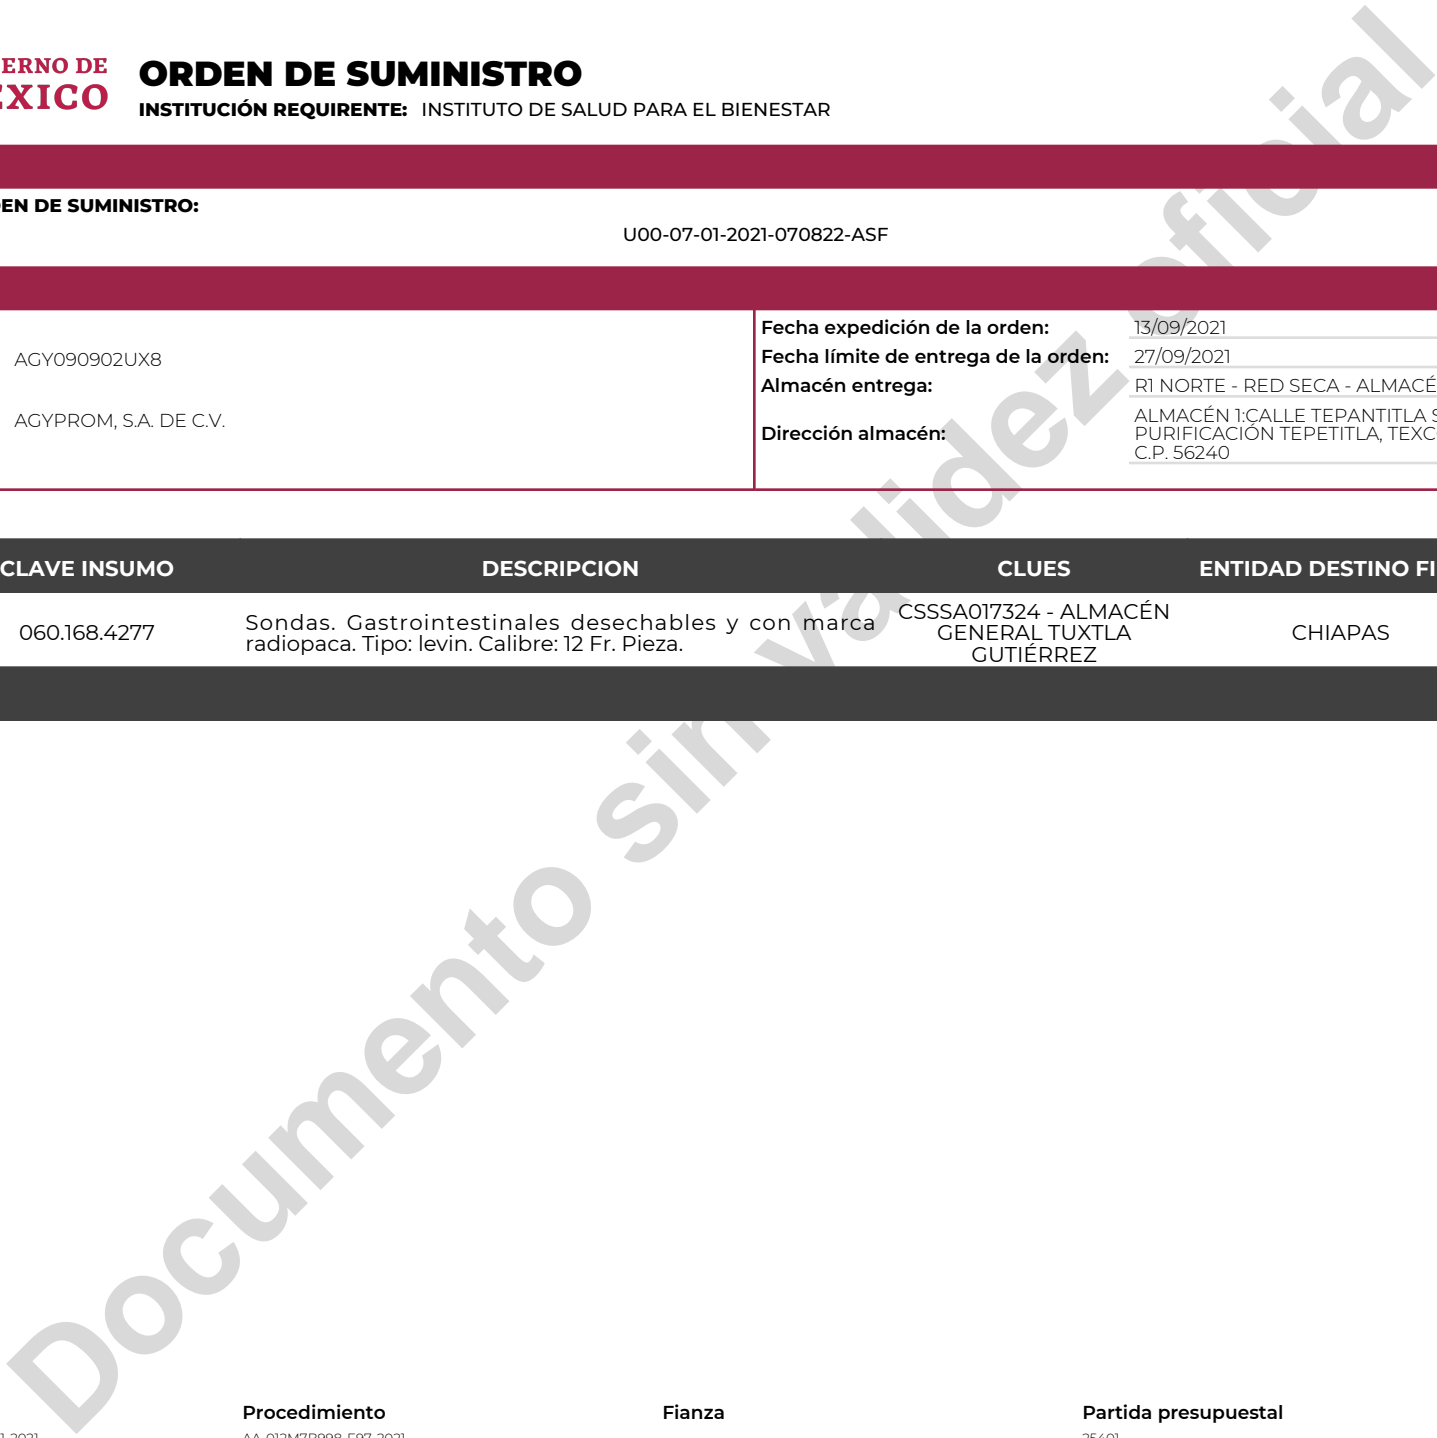 ERNO DE
EXICO
ORDEN DE SUMINISTRO
INSTITUCIÓN REQUIRENTE: INSTITUTO DE SALUD PARA EL BIENESTAR
EN DE SUMINISTRO:
U00-07-01-2021-070822-ASF
AGY090902UX8
AGYPROM, S.A. DE C.V.
Fecha expedición de la orden: 13/09/2021
Fecha límite de entrega de la orden: 27/09/2021
Almacén entrega: R1 NORTE - RED SECA - ALMACÉ
Dirección almacén: ALMACÉN 1:CALLE TEPANTITLA S
PURIFICACIÓN TEPETITLA, TEXC
C.P. 56240
CLAVE INSUMO DESCRIPCION CLUES ENTIDAD DESTINO FI
060.168.4277
Sondas. Gastrointestinales desechables y con marca
radiopaca. Tipo: levin. Calibre: 12 Fr. Pieza.
CSSSA017324 - ALMACÉN
GENERAL TUXTLA
GUTIÉRREZ
CHIAPAS
Documento sin validez oficial
Procedimiento Fianza Partida presupuestal